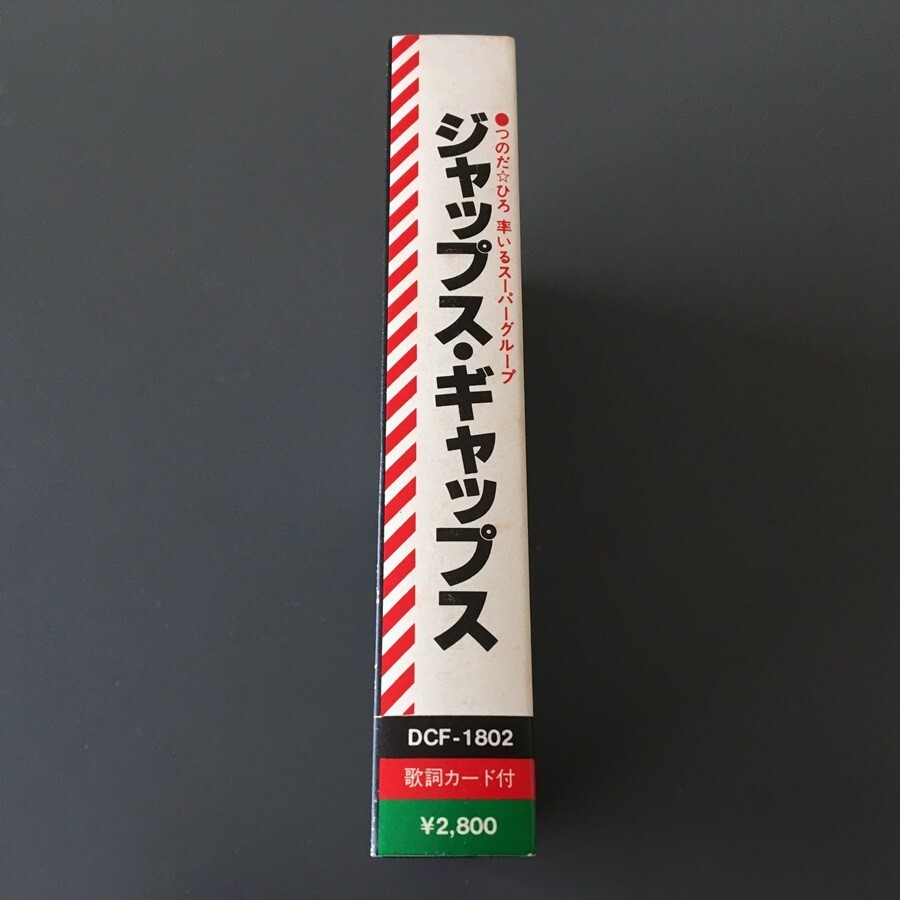 ●つのだ☆ひろ 率いるスーパーグループ
ジャップス・ギャップス
DCF-1802
歌詞カード付
¥2,800